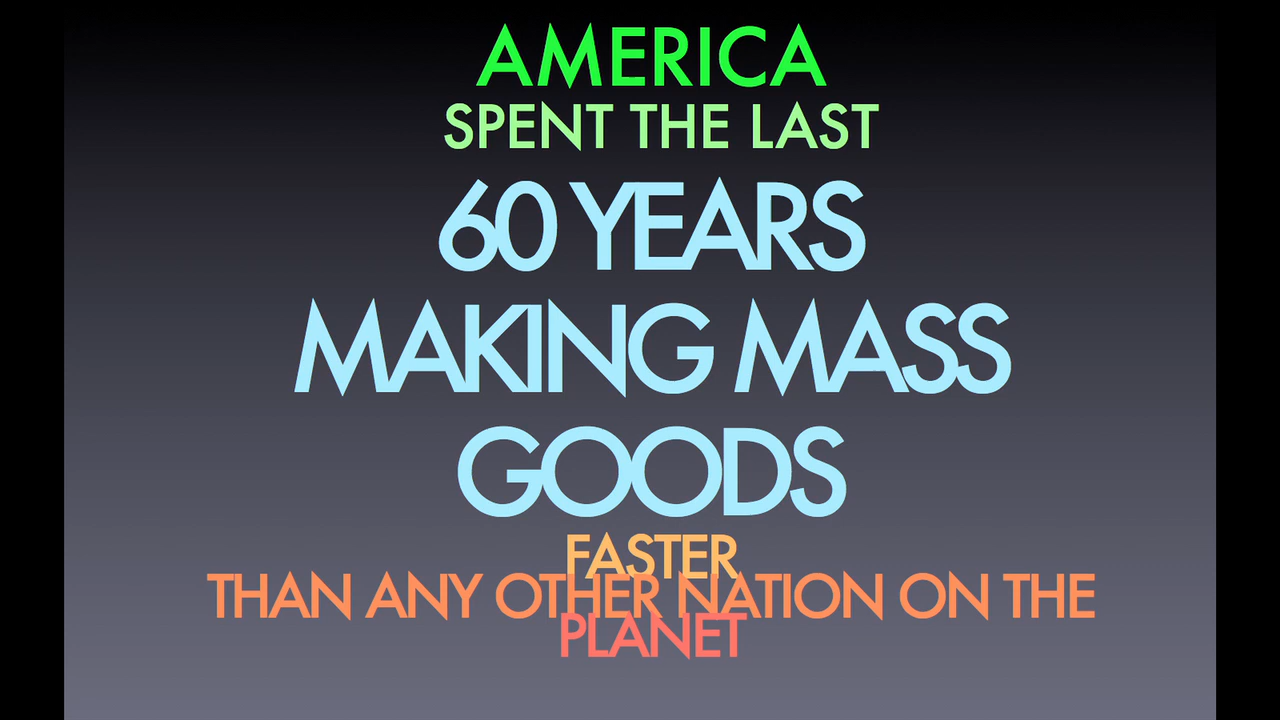 AMERICA
SPENT THE LAST
60 YEARS
MAKING MASS
GOODS
FASTER
THAN ANY OTHER NATION ON THE
PLANET